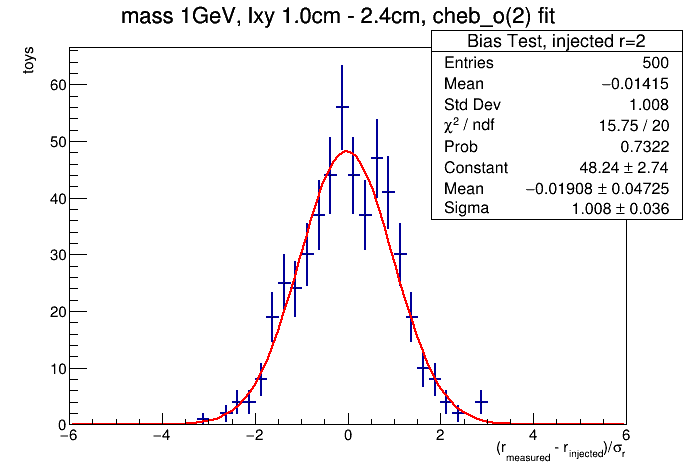 mass 1GeV, lxy 1.0cm - 2.4cm, cheb_o(2) fit
toys
Bias Test, injected r=2
Entries 500
Mean −0.01415
Std Dev 1.008
χ² / ndf 15.75 / 20
Prob 0.7322
Constant 48.24 ± 2.74
Mean −0.01908 ± 0.04725
Sigma 1.008 ± 0.036
60
50
40
30
20
10
0
−6 −4 −2 0 2 4 6
(r_measured - r_injected)/σ_r